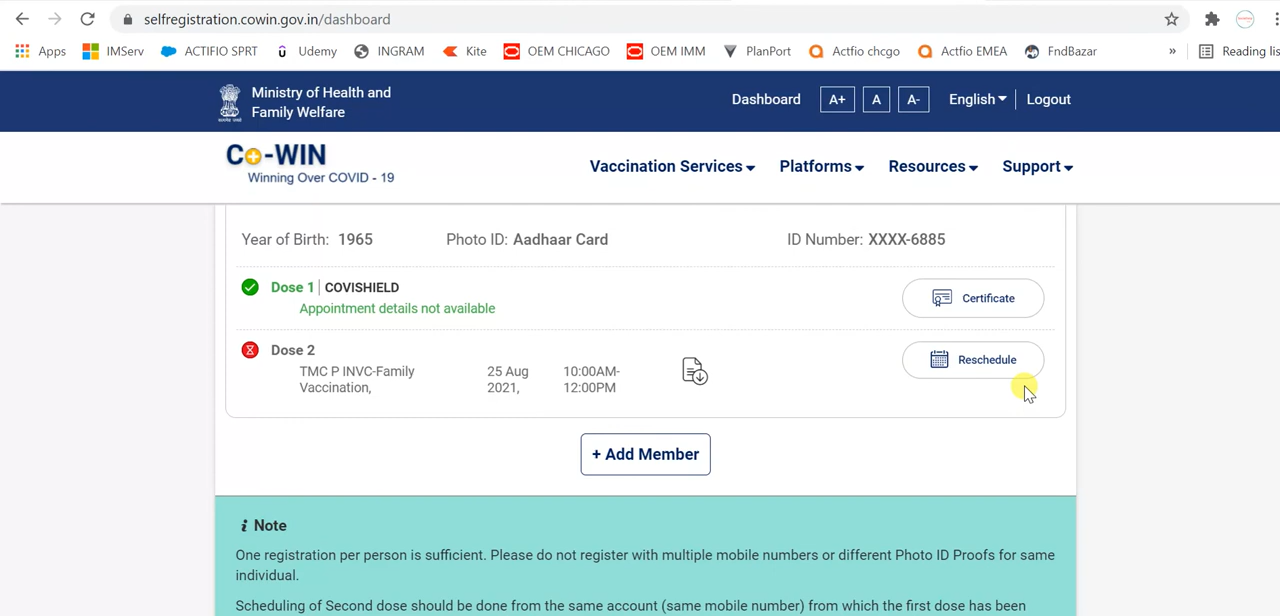 selfregistration.cowin.gov.in/dashboard
Apps IMServ ACTIFIO SPRT Udemy INGRAM Kite OEM CHICAGO OEM IMM PlanPort Actfio chcgo Actfio EMEA FndBazar » Reading lis
Ministry of Health and
Family Welfare
Dashboard A+ A A- English Logout
Co-WIN
Winning Over COVID - 19
Vaccination Services Platforms Resources Support
Year of Birth: 1965 Photo ID: Aadhaar Card ID Number: XXXX-6885
Dose 1 | COVISHIELD
Appointment details not available
Certificate
Dose 2
TMC P INVC-Family 25 Aug 10:00AM-
Vaccination, 2021, 12:00PM
Reschedule
+ Add Member
i Note
One registration per person is sufficient. Please do not register with multiple mobile numbers or different Photo ID Proofs for same
individual.
Scheduling of Second dose should be done from the same account (same mobile number) from which the first dose has been